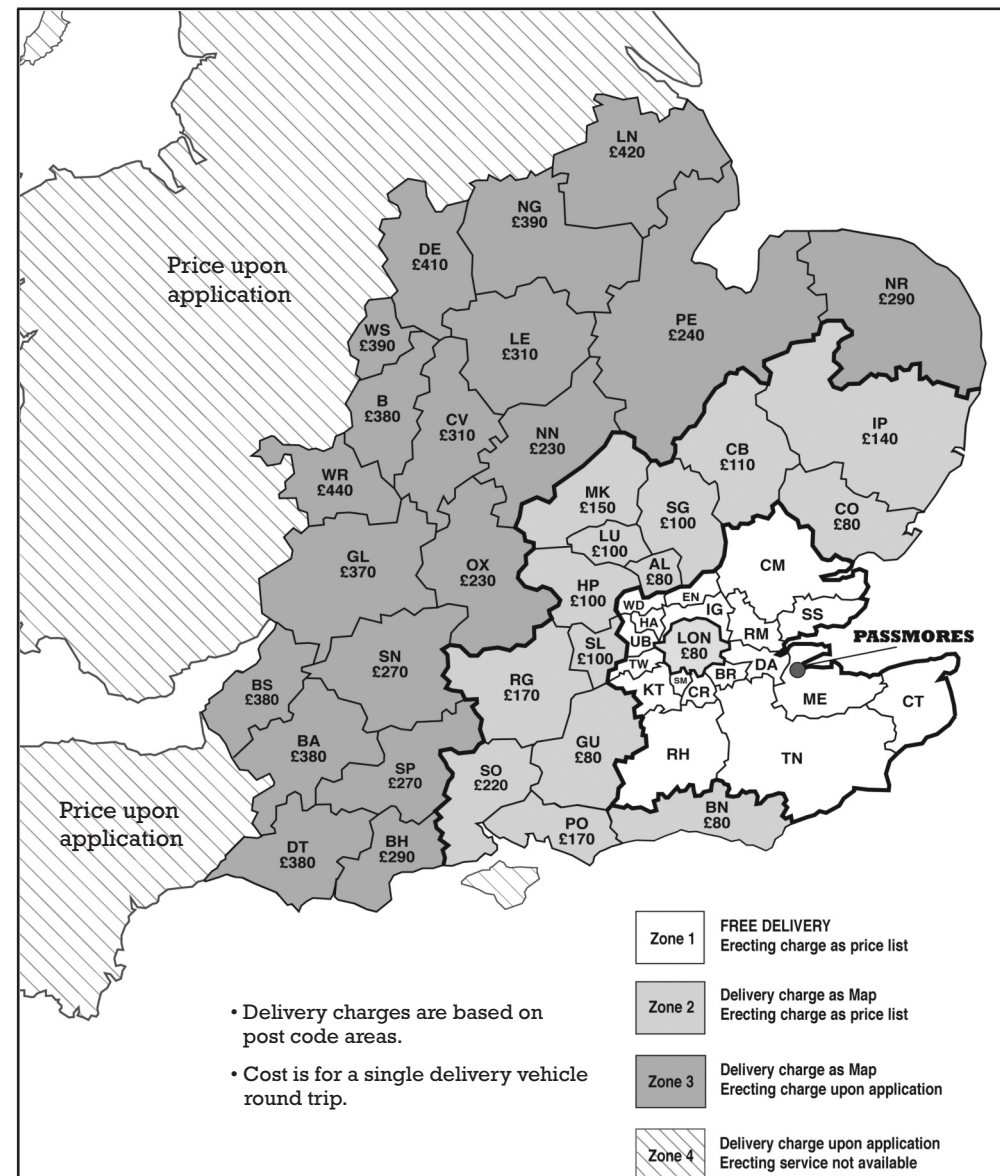 LN
£420
NG
£390
DE
£410
Price upon
application
NR
£290
WS
£390
PE
£240
LE
£310
B
£380
CV
£310
IP
£140
NN
£230
CB
£110
WR
£440
MK
£150
SG
£100
CO
£80
LU
£100
GL
£370
OX
£230
AL
£80
CM
HP
£100
WD
EN
IG
SS
HA
RM
PASSMORES
UB
LON
£80
SL
£100
TW
DA
SN
£270
SM
BR
RG
£170
KT
CR
ME
CT
BS
£380
BA
£380
GU
£80
RH
TN
SP
£270
SO
£220
Price upon
application
BN
£80
PO
£170
DT
£380
BH
£290
Zone 1
FREE DELIVERY
Erecting charge as price list
Zone 2
Delivery charge as Map
Erecting charge as price list
• Delivery charges are based on
post code areas.
• Cost is for a single delivery vehicle
round trip.
Zone 3
Delivery charge as Map
Erecting charge upon application
Zone 4
Delivery charge upon application
Erecting service not available